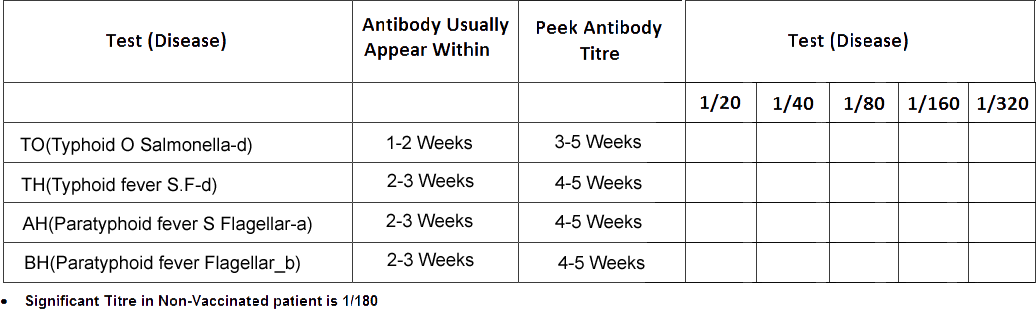 Test (Disease)
Antibody Usually
Appear Within
Peek Antibody
Titre
Test (Disease)
1/20 1/40 1/80 1/160 1/320
TO(Typhoid O Salmonella-d) 1-2 Weeks 3-5 Weeks
TH(Typhoid fever S.F-d) 2-3 Weeks 4-5 Weeks
AH(Paratyphoid fever S Flagellar-a) 2-3 Weeks 4-5 Weeks
BH(Paratyphoid fever Flagellar_b) 2-3 Weeks 4-5 Weeks
• Significant Titre in Non-Vaccinated patient is 1/180